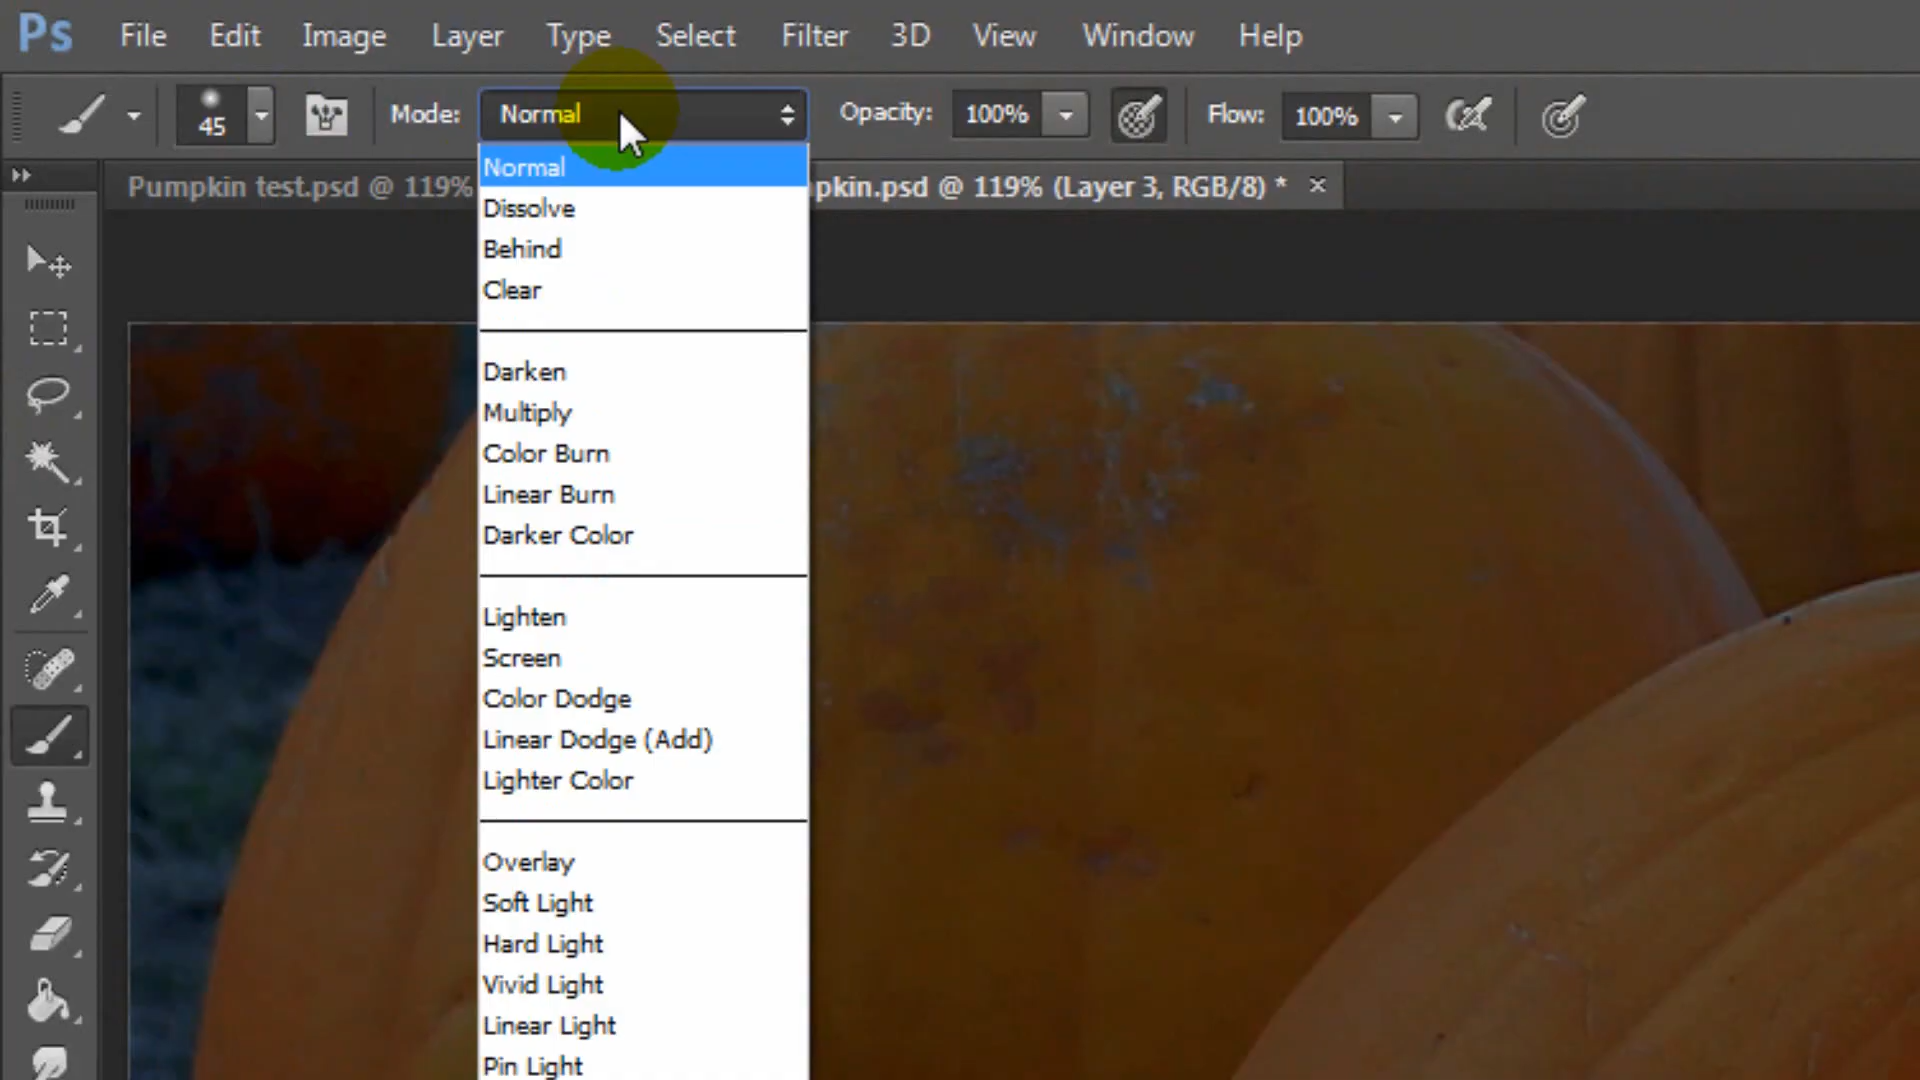 Ps File Edit Image Layer Type Select Filter 3D View Window Help
45 Mode: Normal Opacity: 100% Flow: 100%
Pumpkin test.psd @ 119% pkin.psd @ 119% (Layer 3, RGB/8) * ×
Normal
Dissolve
Behind
Clear
Darken
Multiply
Color Burn
Linear Burn
Darker Color
Lighten
Screen
Color Dodge
Linear Dodge (Add)
Lighter Color
Overlay
Soft Light
Hard Light
Vivid Light
Linear Light
Pin Light